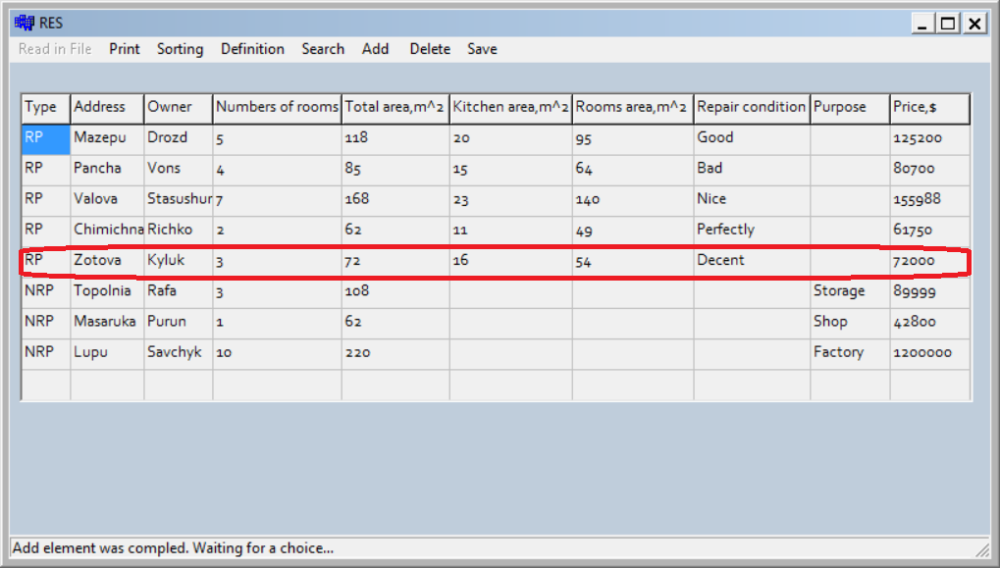 RES
Read in File Print Sorting Definition Search Add Delete Save
Type Address Owner Numbers of rooms Total area,m^2 Kitchen area,m^2 Rooms area,m^2 Repair condition Purpose Price,$
RP Mazepu Drozd 5 118 20 95 Good 125200
RP Pancha Vons 4 85 15 64 Bad 80700
RP Valova Stasushur 7 168 23 140 Nice 155988
RP Chimichna Richko 2 62 11 49 Perfectly 61750
RP Zotova Kyluk 3 72 16 54 Decent 72000
NRP Topolnia Rafa 3 108 Storage 89999
NRP Masaruka Purun 1 62 Shop 42800
NRP Lupu Savchyk 10 220 Factory 1200000
Add element was compled. Waiting for a choice...